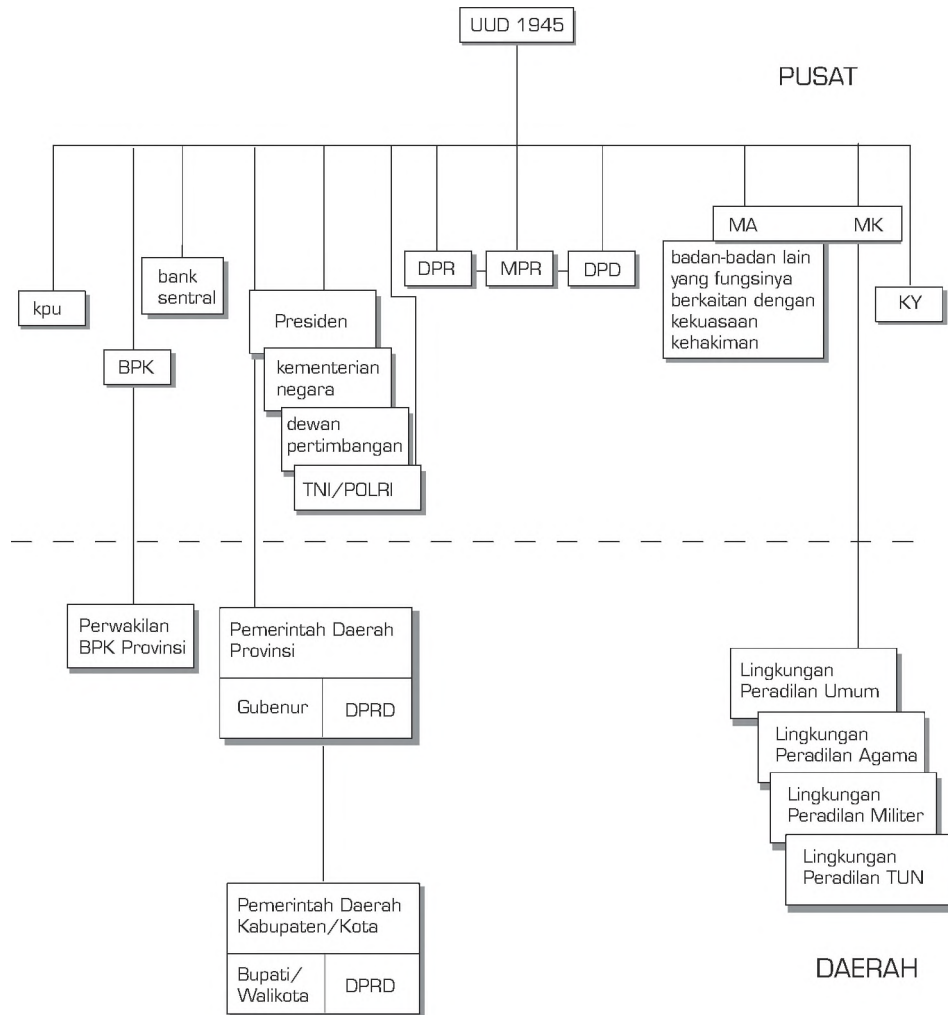 UUD 1945
PUSAT
kpu
BPK
bank
sentral
Presiden
kementerian
negara
dewan
pertimbangan
TNI/POLRI
DPR
MPR
DPD
MA
MK
badan-badan lain
yang fungsinya
berkaitan dengan
kekuasaan
kehakiman
KY
Perwakilan
BPK Provinsi
Pemerintah Daerah
Provinsi
Gubenur
DPRD
Pemerintah Daerah
Kabupaten/Kota
Bupati/
Walikota
DPRD
Lingkungan
Peradilan Umum
Lingkungan
Peradilan Agama
Lingkungan
Peradilan Militer
Lingkungan
Peradilan TUN
DAERAH